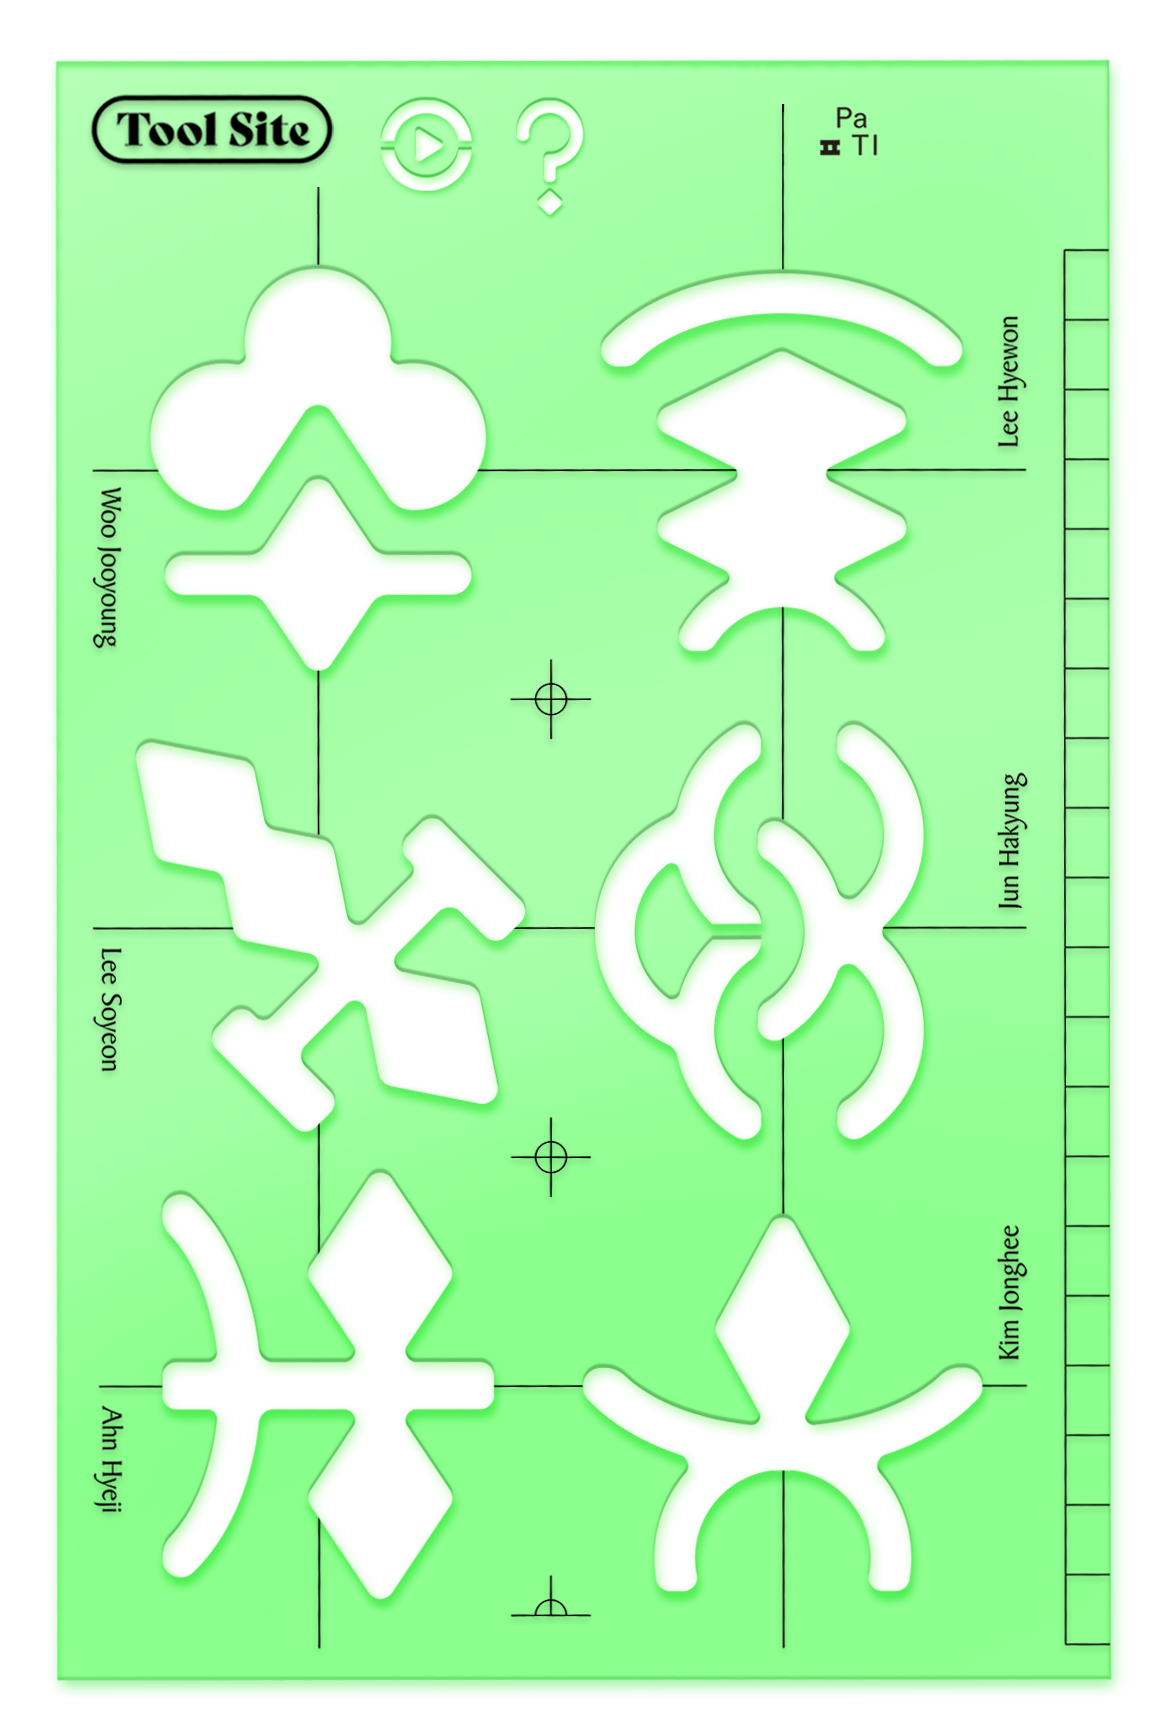 Tool Site
Pa
TI
Lee Hyewon
Woo Jooyoung
Jun Hakyung
Lee Soyeon
Kim Jonghee
Ahn Hyeji